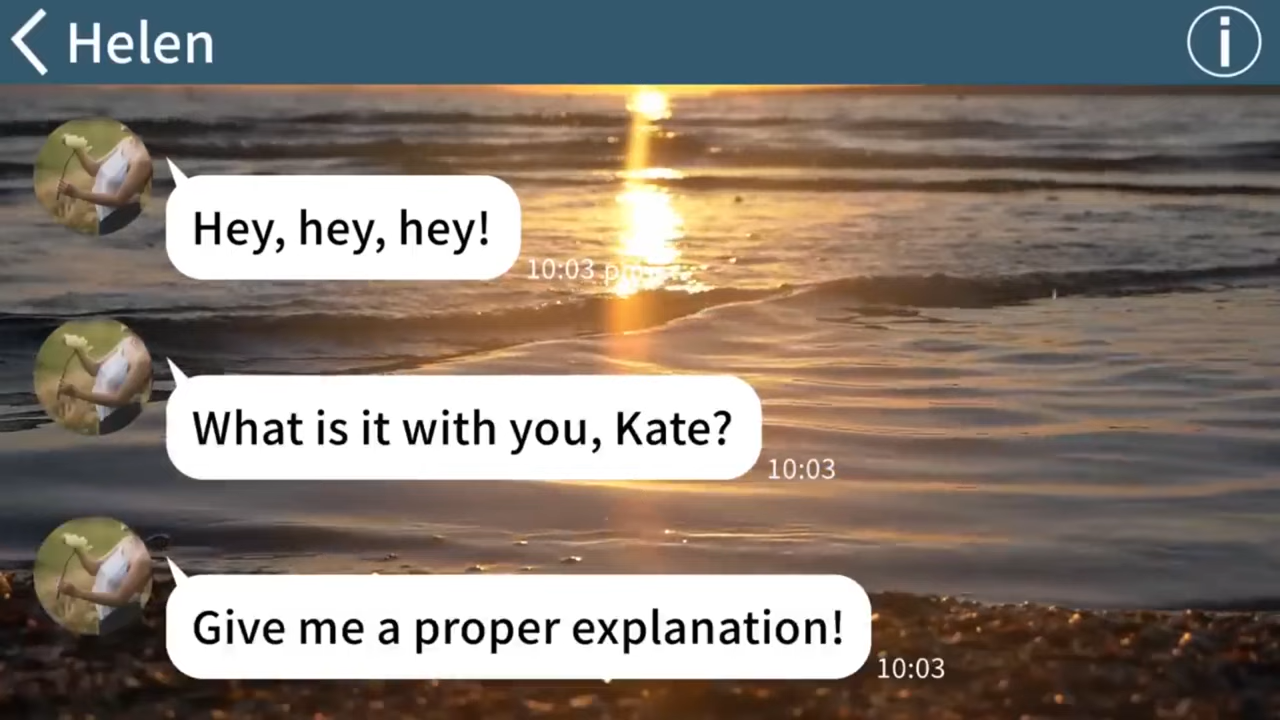 Helen
Hey, hey, hey!
10:03 pm
What is it with you, Kate?
10:03
Give me a proper explanation!
10:03